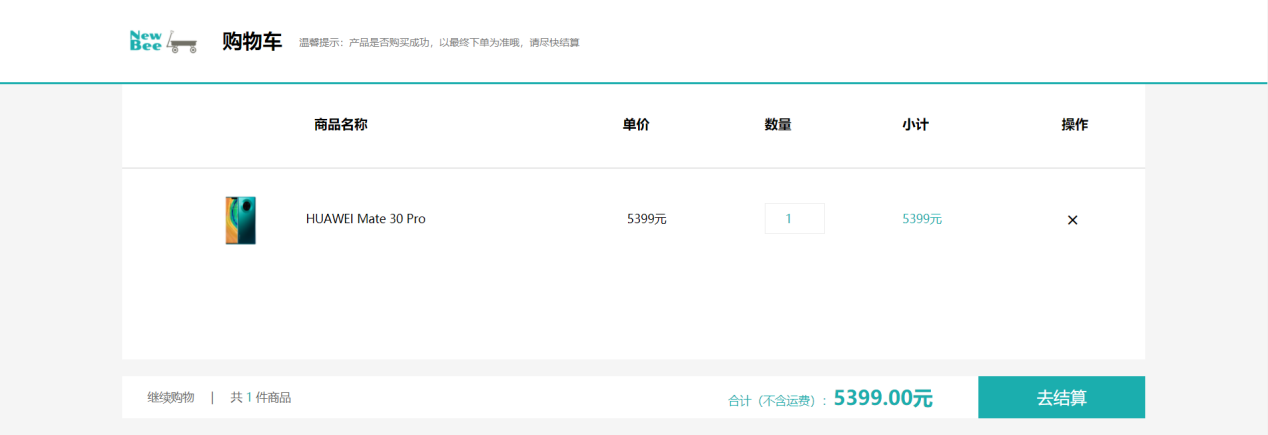 New
Bee
购物车 温馨提示：产品是否购买成功，以最终下单为准哦，请尽快结算
商品名称 单价 数量 小计 操作
HUAWEI Mate 30 Pro 5399元 1 5399元 ×
继续购物 | 共 1 件商品 合计（不含运费）：5399.00元 去结算